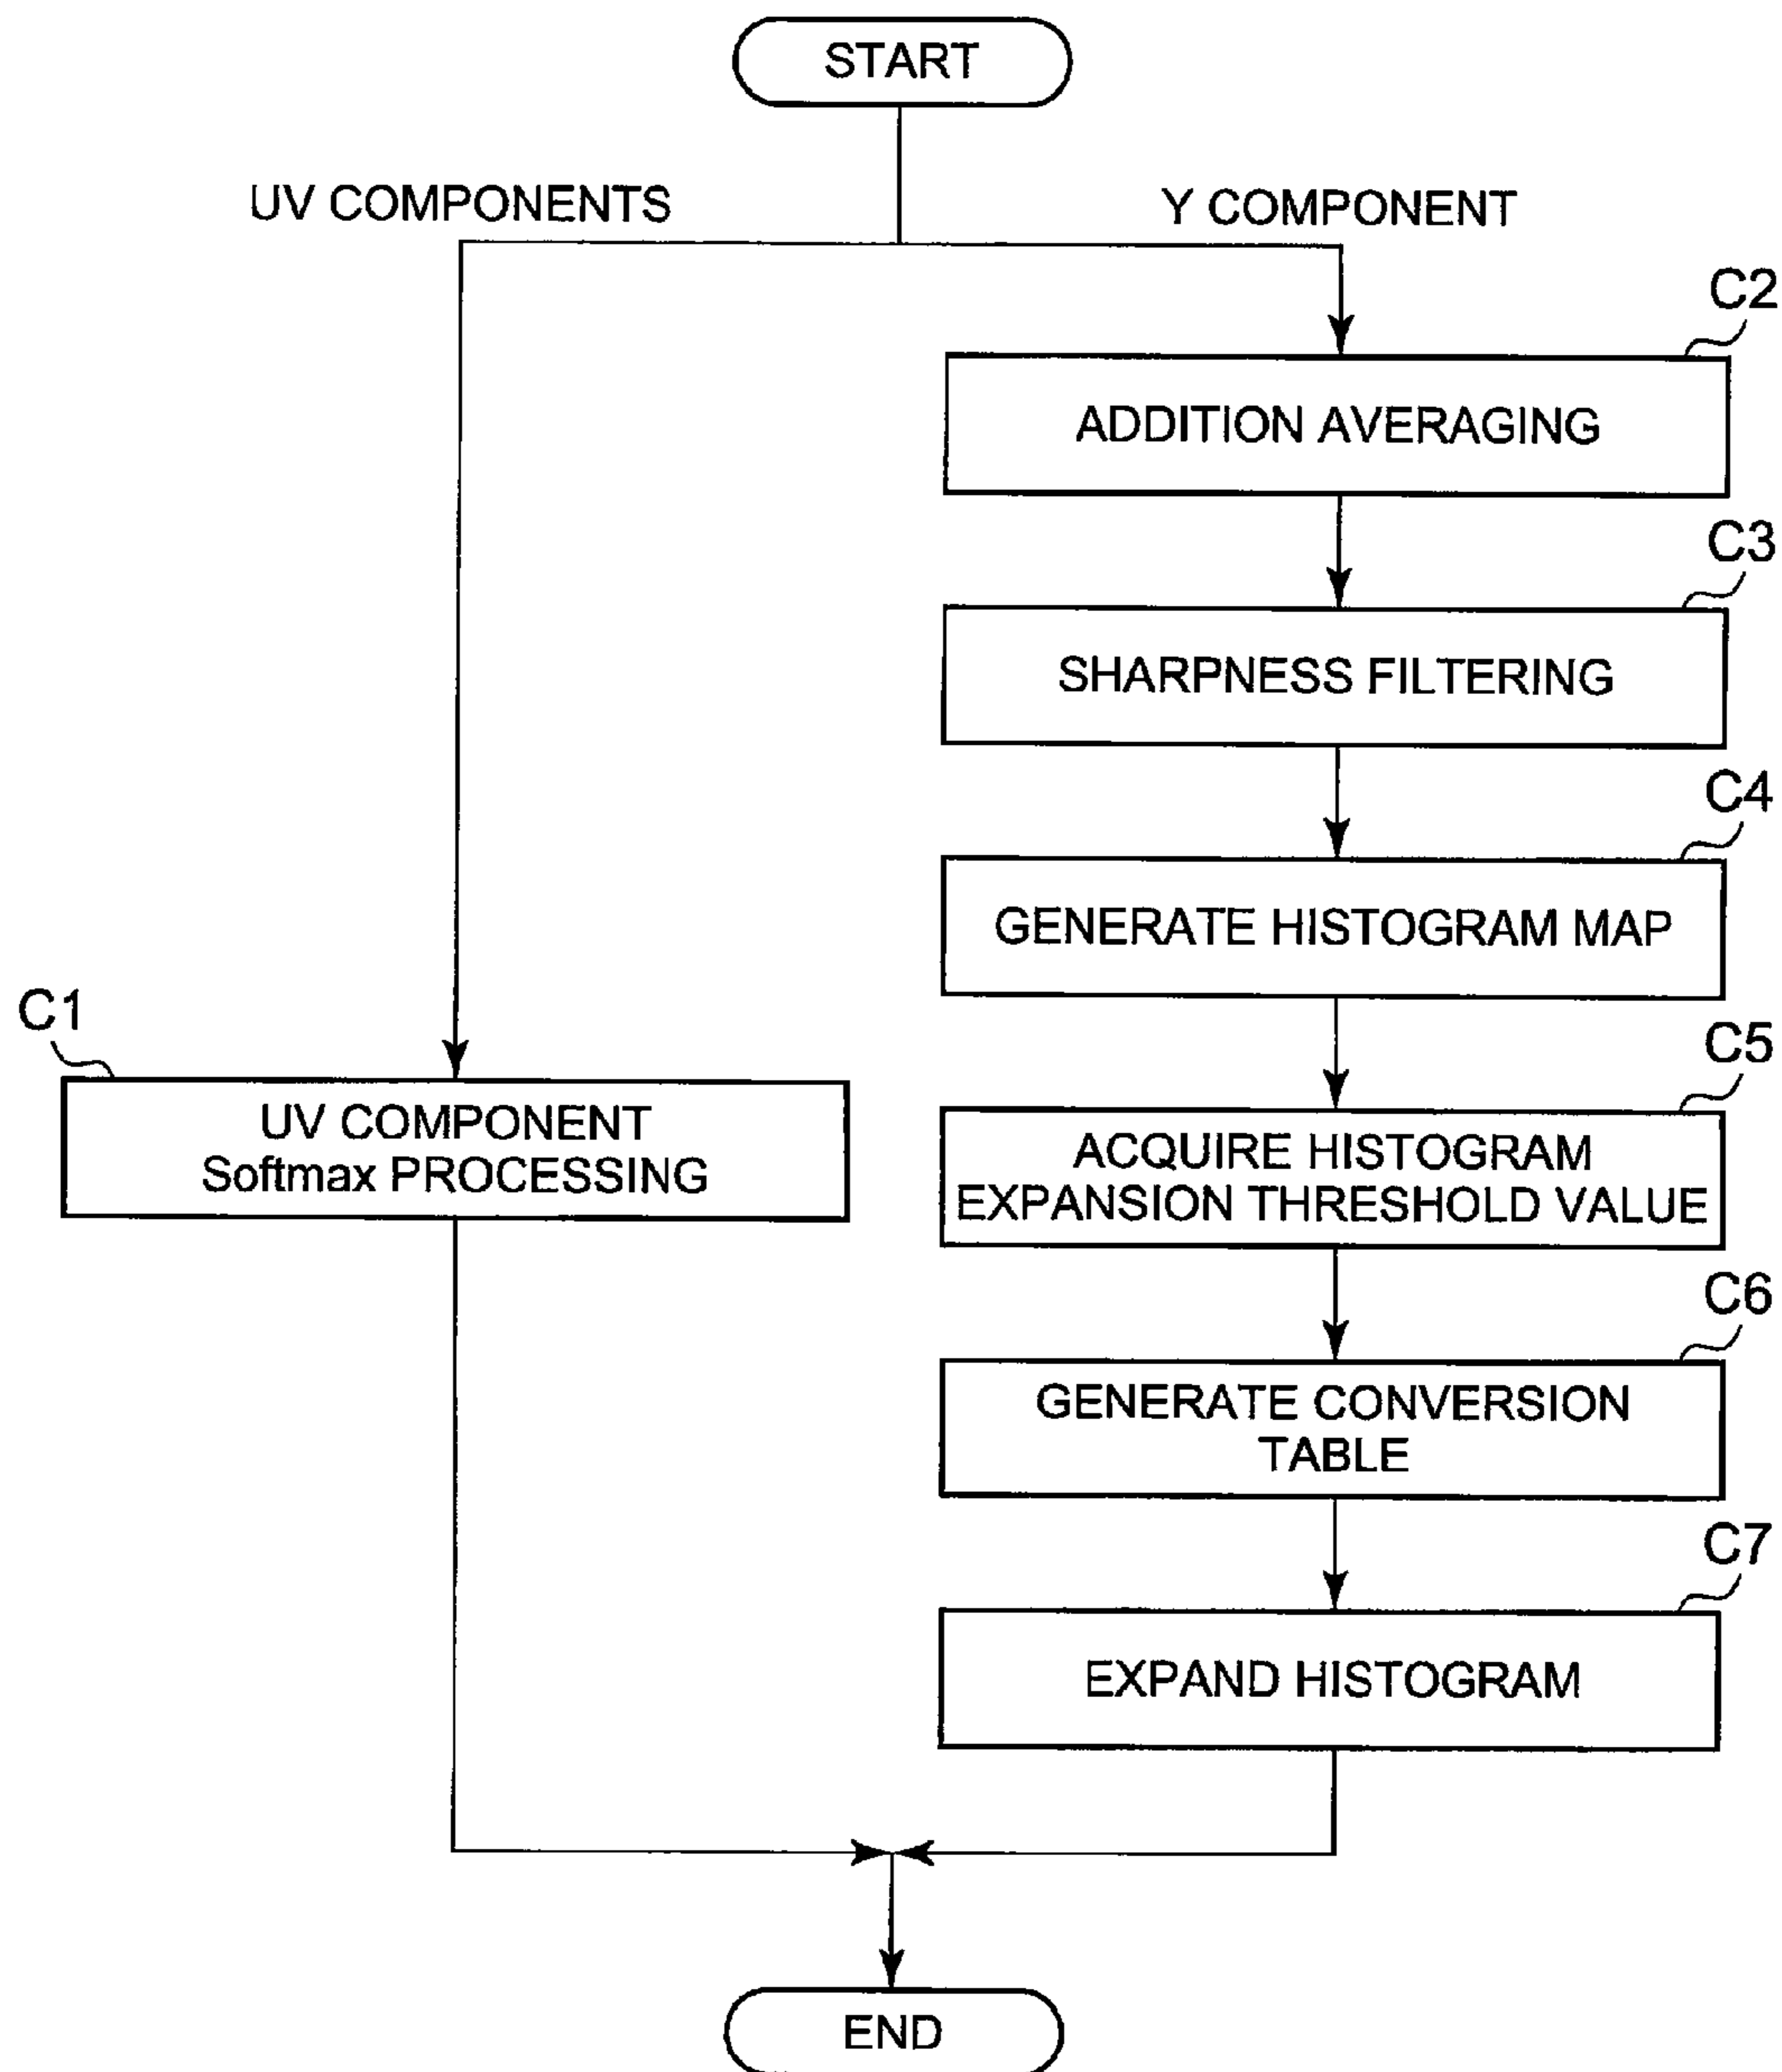 START
UV COMPONENTS
Y COMPONENT
C2
ADDITION AVERAGING
C3
SHARPNESS FILTERING
C4
GENERATE HISTOGRAM MAP
C1
UV COMPONENT
Softmax PROCESSING
C5
ACQUIRE HISTOGRAM
EXPANSION THRESHOLD VALUE
C6
GENERATE CONVERSION
TABLE
C7
EXPAND HISTOGRAM
END